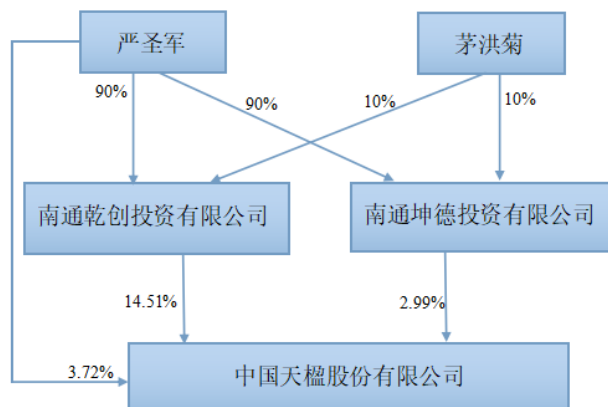 严圣军
茅洪菊
90%
90%
10%
10%
南通乾创投资有限公司
南通坤德投资有限公司
14.51%
2.99%
3.72%
中国天楹股份有限公司